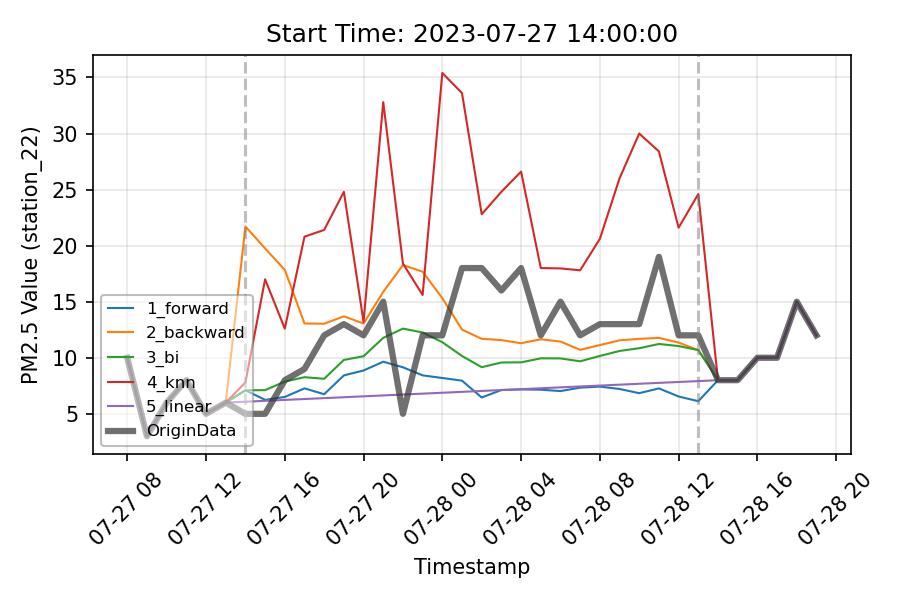 Start Time: 2023-07-27 14:00:00
PM2.5 Value (station_22)
35
30
25
20
15
10
5
1_forward
2_backward
3_bi
4_knn
5_linear
OriginData
07-27 08
07-27 12
07-27 16
07-27 20
07-28 00
07-28 04
07-28 08
07-28 12
07-28 16
07-28 20
Timestamp